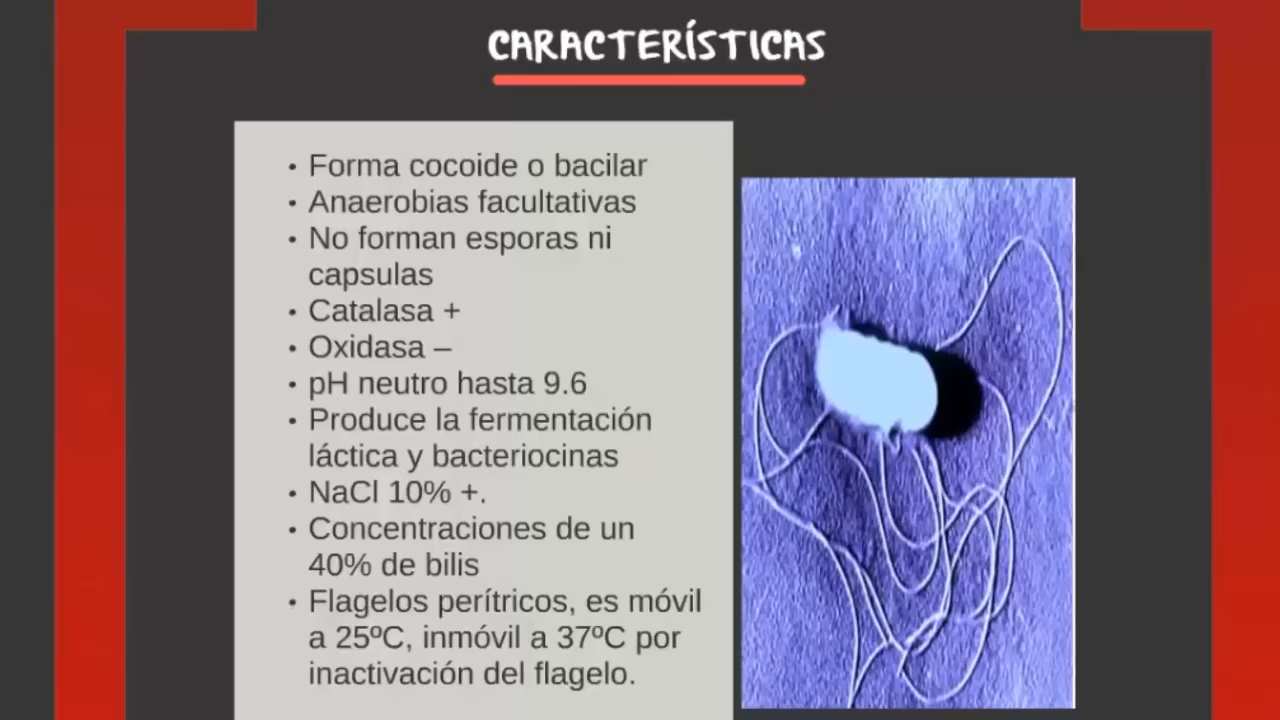 CARACTERÍSTICAS
• Forma cocoide o bacilar
• Anaerobias facultativas
• No forman esporas ni
capsulas
• Catalasa +
• Oxidasa –
• pH neutro hasta 9.6
• Produce la fermentación
láctica y bacteriocinas
• NaCl 10% +.
• Concentraciones de un
40% de bilis
• Flagelos perítricos, es móvil
a 25ºC, inmóvil a 37ºC por
inactivación del flagelo.